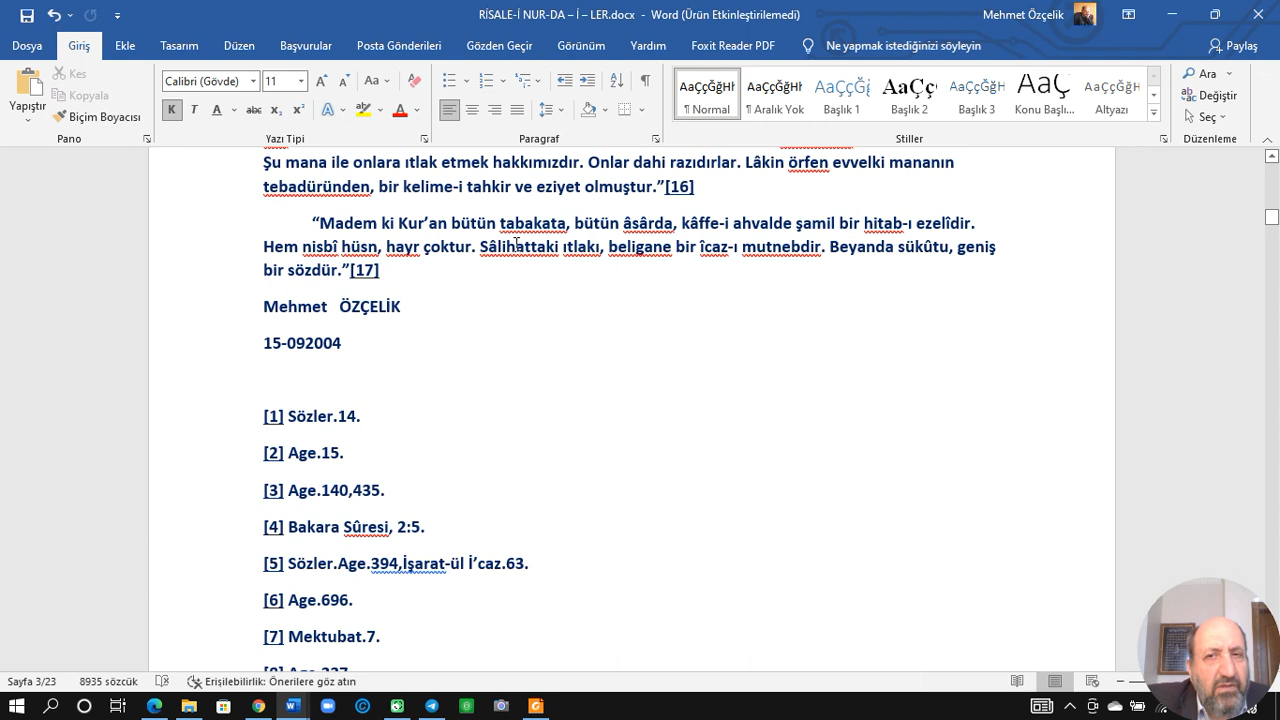 RİSALE-İ NUR-DA – İ – LER.docx - Word (Ürün Etkinleştirilemedi)
Mehmet Özçelik
Dosya Giriş Ekle Tasarım Düzen Başvurular Posta Gönderileri Gözden Geçir Görünüm Yardım Foxit Reader PDF Ne yapmak istediğinizi söyleyin Paylaş
Yapıştır
Kes
Kopyala
Biçim Boyacısı
Pano
Calibri (Gövde) 11
Aa
K T A abc x₂ x² A A
Yazı Tipi
Paragraf
AaÇçĞğHh AaÇçĞğHh AaÇçĞ AaÇç AaÇçĞğHh AaÇ AaÇçĞğHh
¶ Normal ¶ Aralık Yok Başlık 1 Başlık 2 Başlık 3 Konu Başlı... Altyazı
Stiller
Ara
Değiştir
Seç
Düzenleme
Şu mana ile onlara ıtlak etmek hakkımızdır. Onlar dahi razıdırlar. Lâkin örfen evvelki mananın
tebadüründen, bir kelime-i tahkir ve eziyet olmuştur.”[16]
“Madem ki Kur’an bütün tabakata, bütün âsârda, kâffe-i ahvalde şamil bir hitab-ı ezelîdir.
Hem nisbî hüsn, hayr çoktur. Sâlihattaki ıtlakı, beligane bir îcaz-ı mutnebdir. Beyanda sükûtu, geniş
bir sözdür.”[17]
Mehmet ÖZÇELİK
15-092004
[1] Sözler.14.
[2] Age.15.
[3] Age.140,435.
[4] Bakara Sûresi, 2:5.
[5] Sözler.Age.394,İşarat-ül İ’caz.63.
[6] Age.696.
[7] Mektubat.7.
Sayfa 3/23 8935 sözcük Erişilebilirlik: Önerilere göz atın